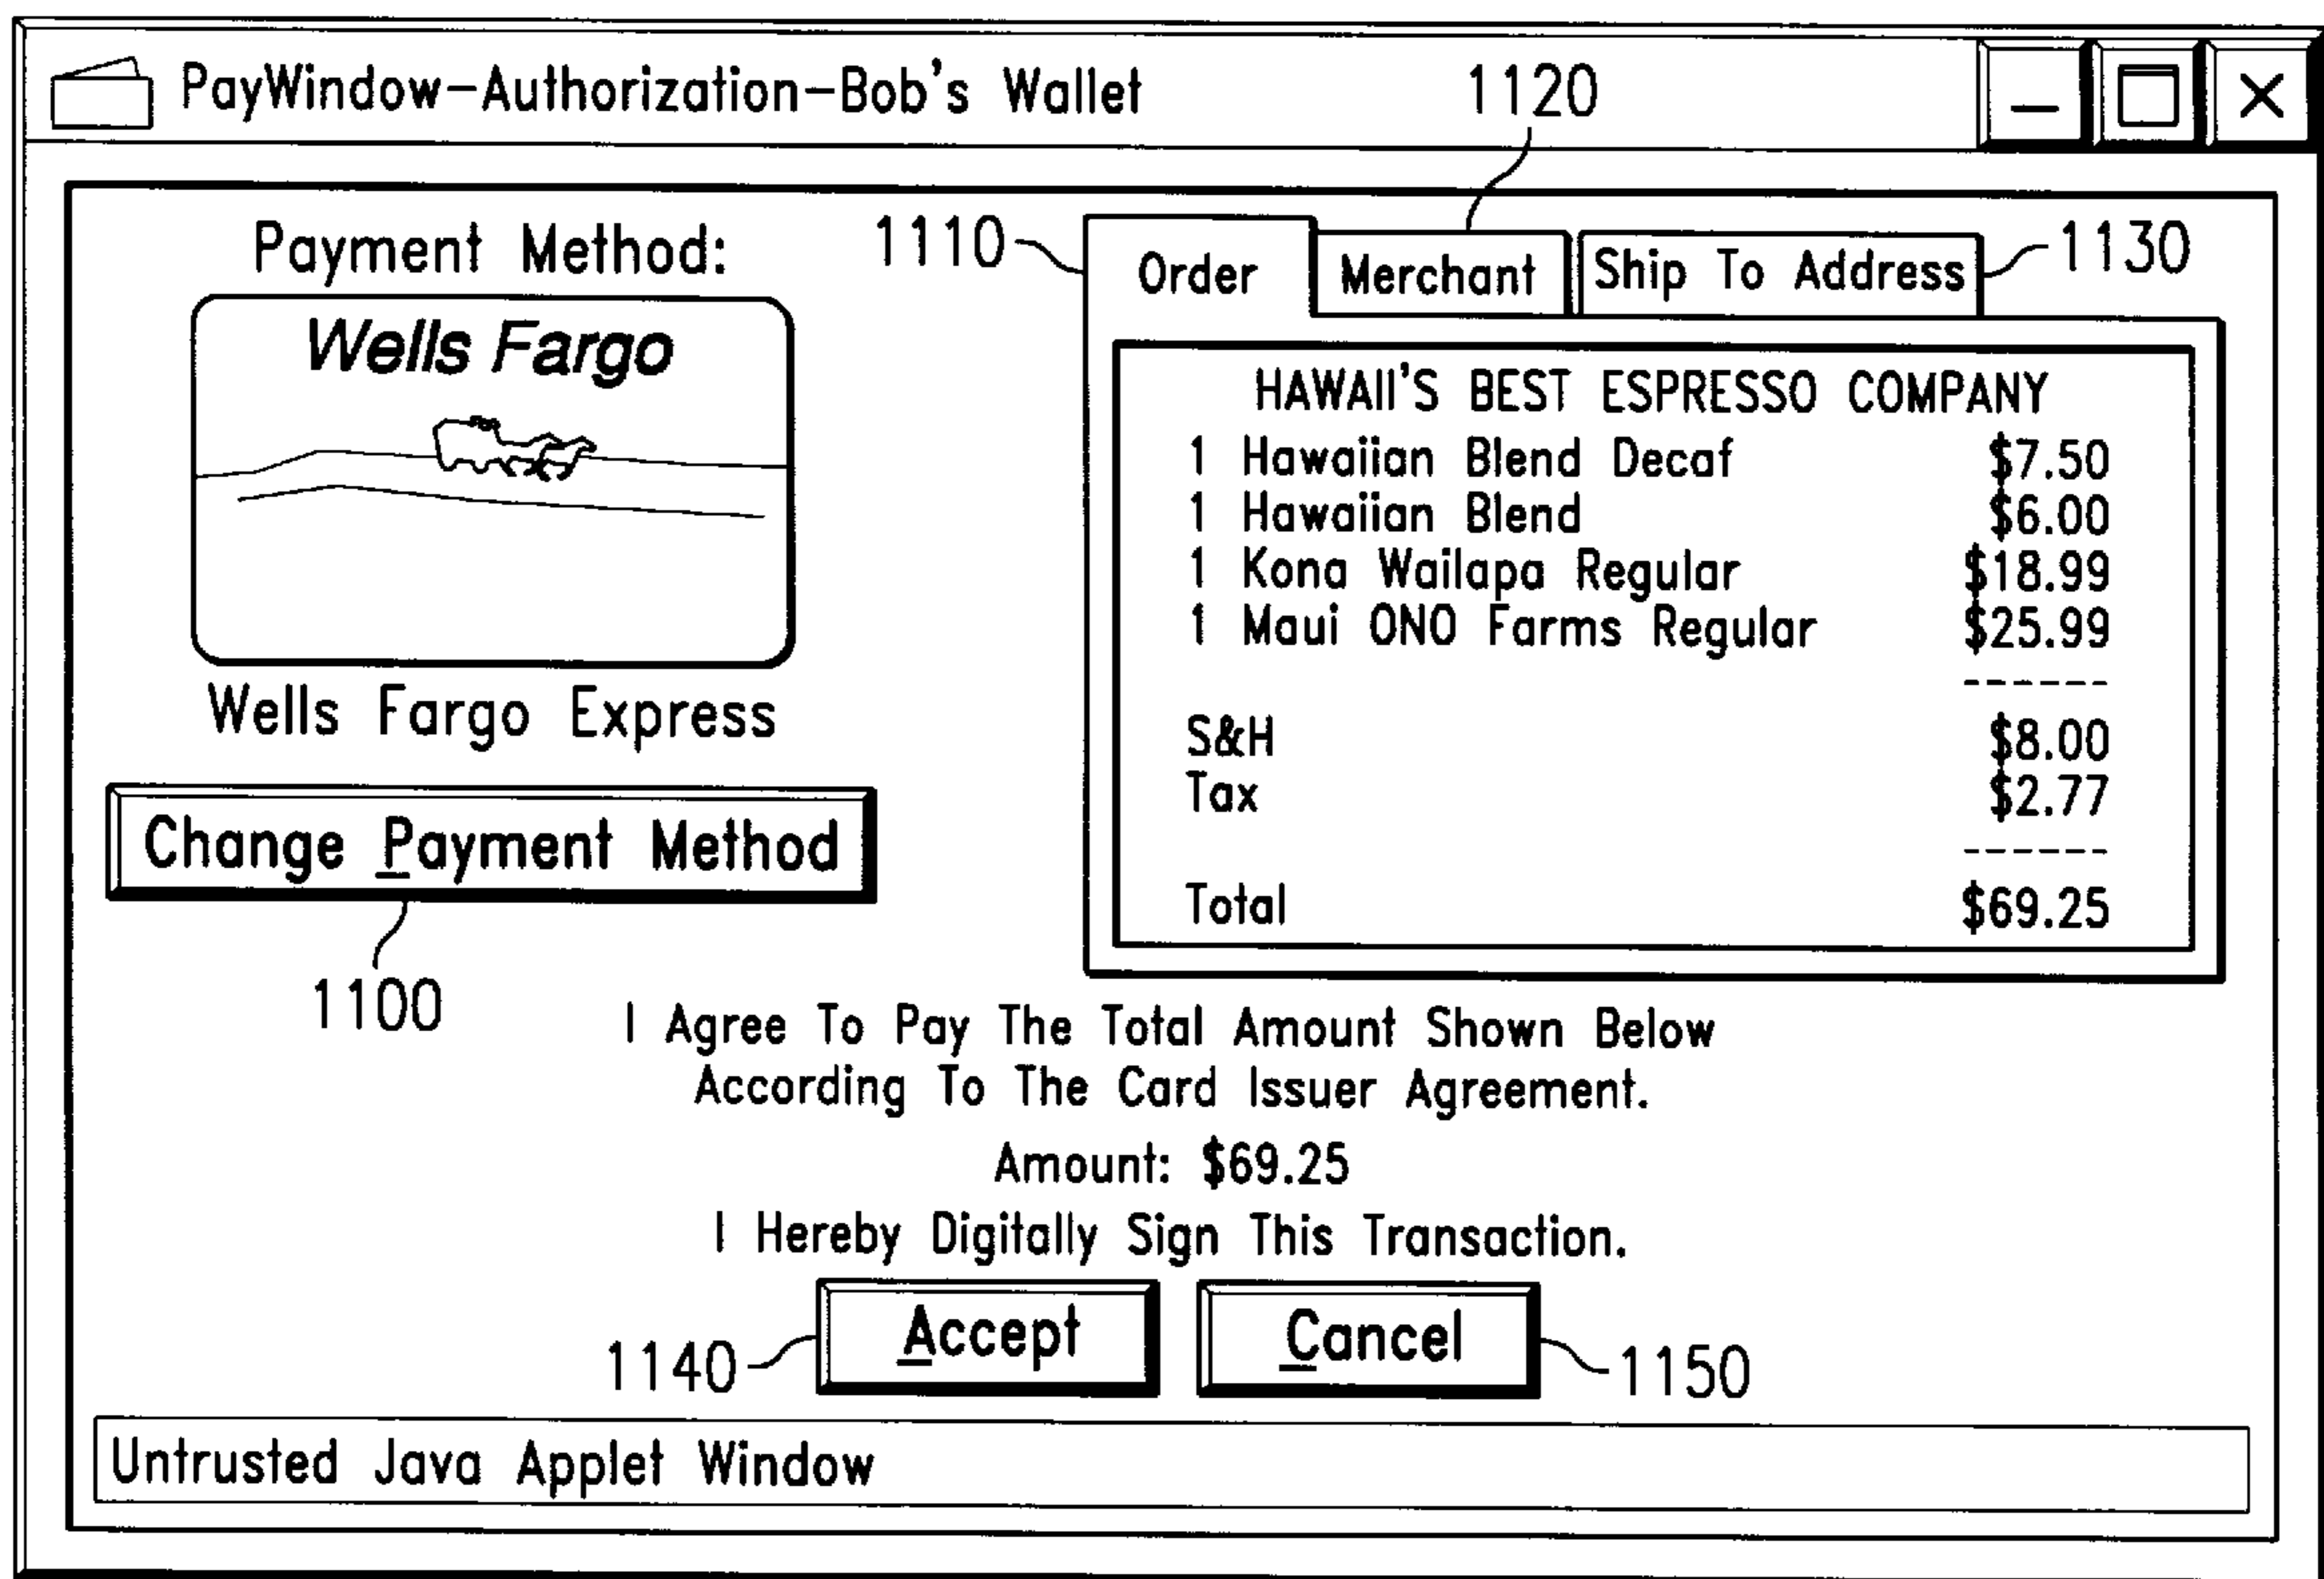 PayWindow-Authorization-Bob's Wallet
1120
Payment Method:
Wells Fargo
Wells Fargo Express
Change Payment Method
1100
1110
Order
Merchant
Ship To Address
1130
HAWAII'S BEST ESPRESSO COMPANY
1 Hawaiian Blend Decaf $7.50
1 Hawaiian Blend $6.00
1 Kona Wailapa Regular $18.99
1 Maui ONO Farms Regular $25.99
------
S&H $8.00
Tax $2.77
------
Total $69.25
I Agree To Pay The Total Amount Shown Below
According To The Card Issuer Agreement.
Amount: $69.25
I Hereby Digitally Sign This Transaction.
1140
Accept
Cancel
1150
Untrusted Java Applet Window